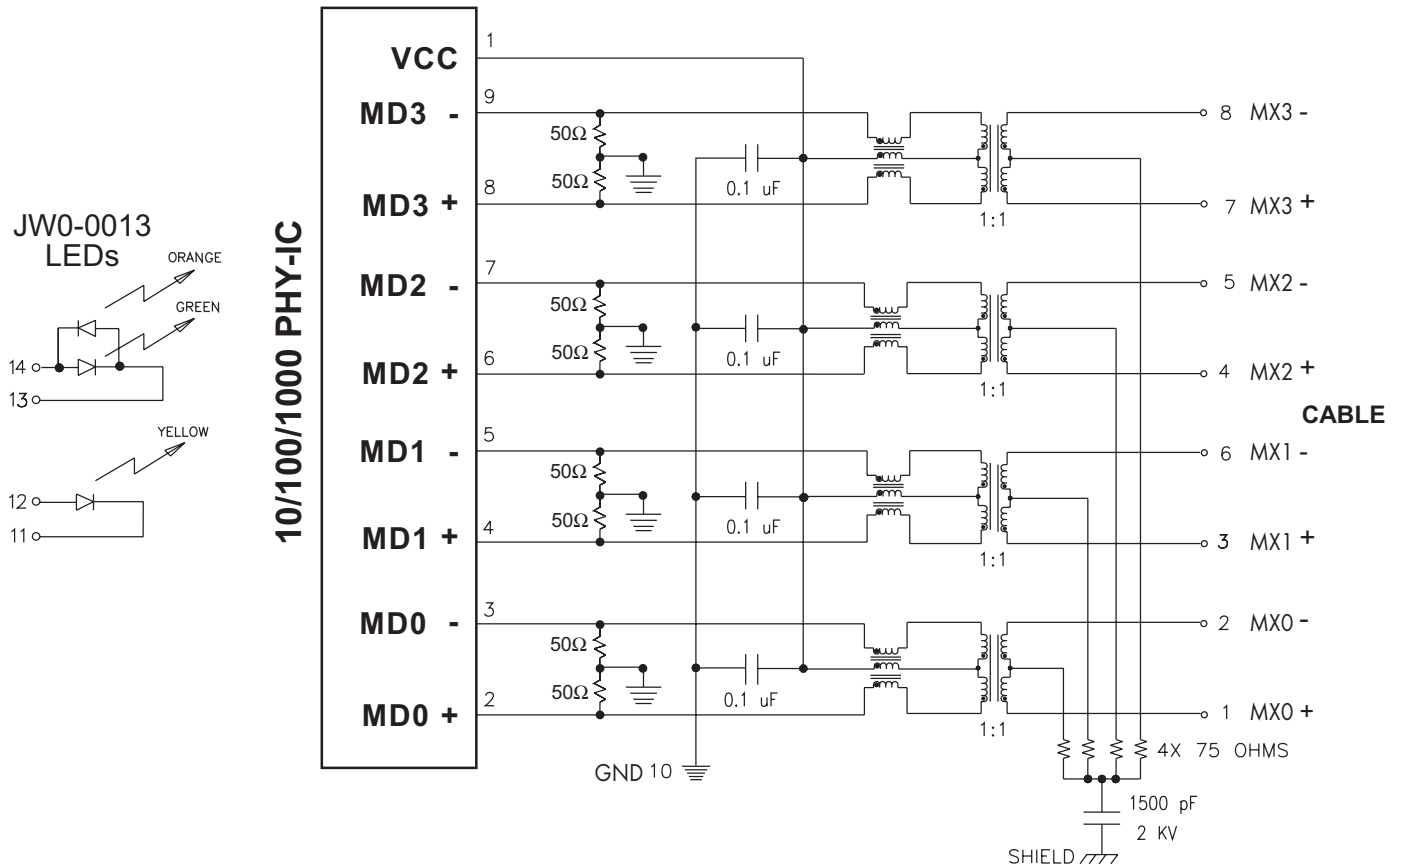 JW0-0013
LEDs
ORANGE
GREEN
14
13
YELLOW
12
11
10/100/1000 PHY-IC
VCC 1
MD3 - 9
50Ω
50Ω
MD3 + 8
0.1 uF
1:1
8 MX3 -
7 MX3 +
MD2 - 7
50Ω
50Ω
MD2 + 6
0.1 uF
1:1
5 MX2 -
4 MX2 +
CABLE
MD1 - 5
50Ω
50Ω
MD1 + 4
0.1 uF
1:1
6 MX1 -
3 MX1 +
MD0 - 3
50Ω
50Ω
MD0 + 2
0.1 uF
1:1
2 MX0 -
1 MX0 +
GND 10
4X 75 OHMS
1500 pF
2 KV
SHIELD